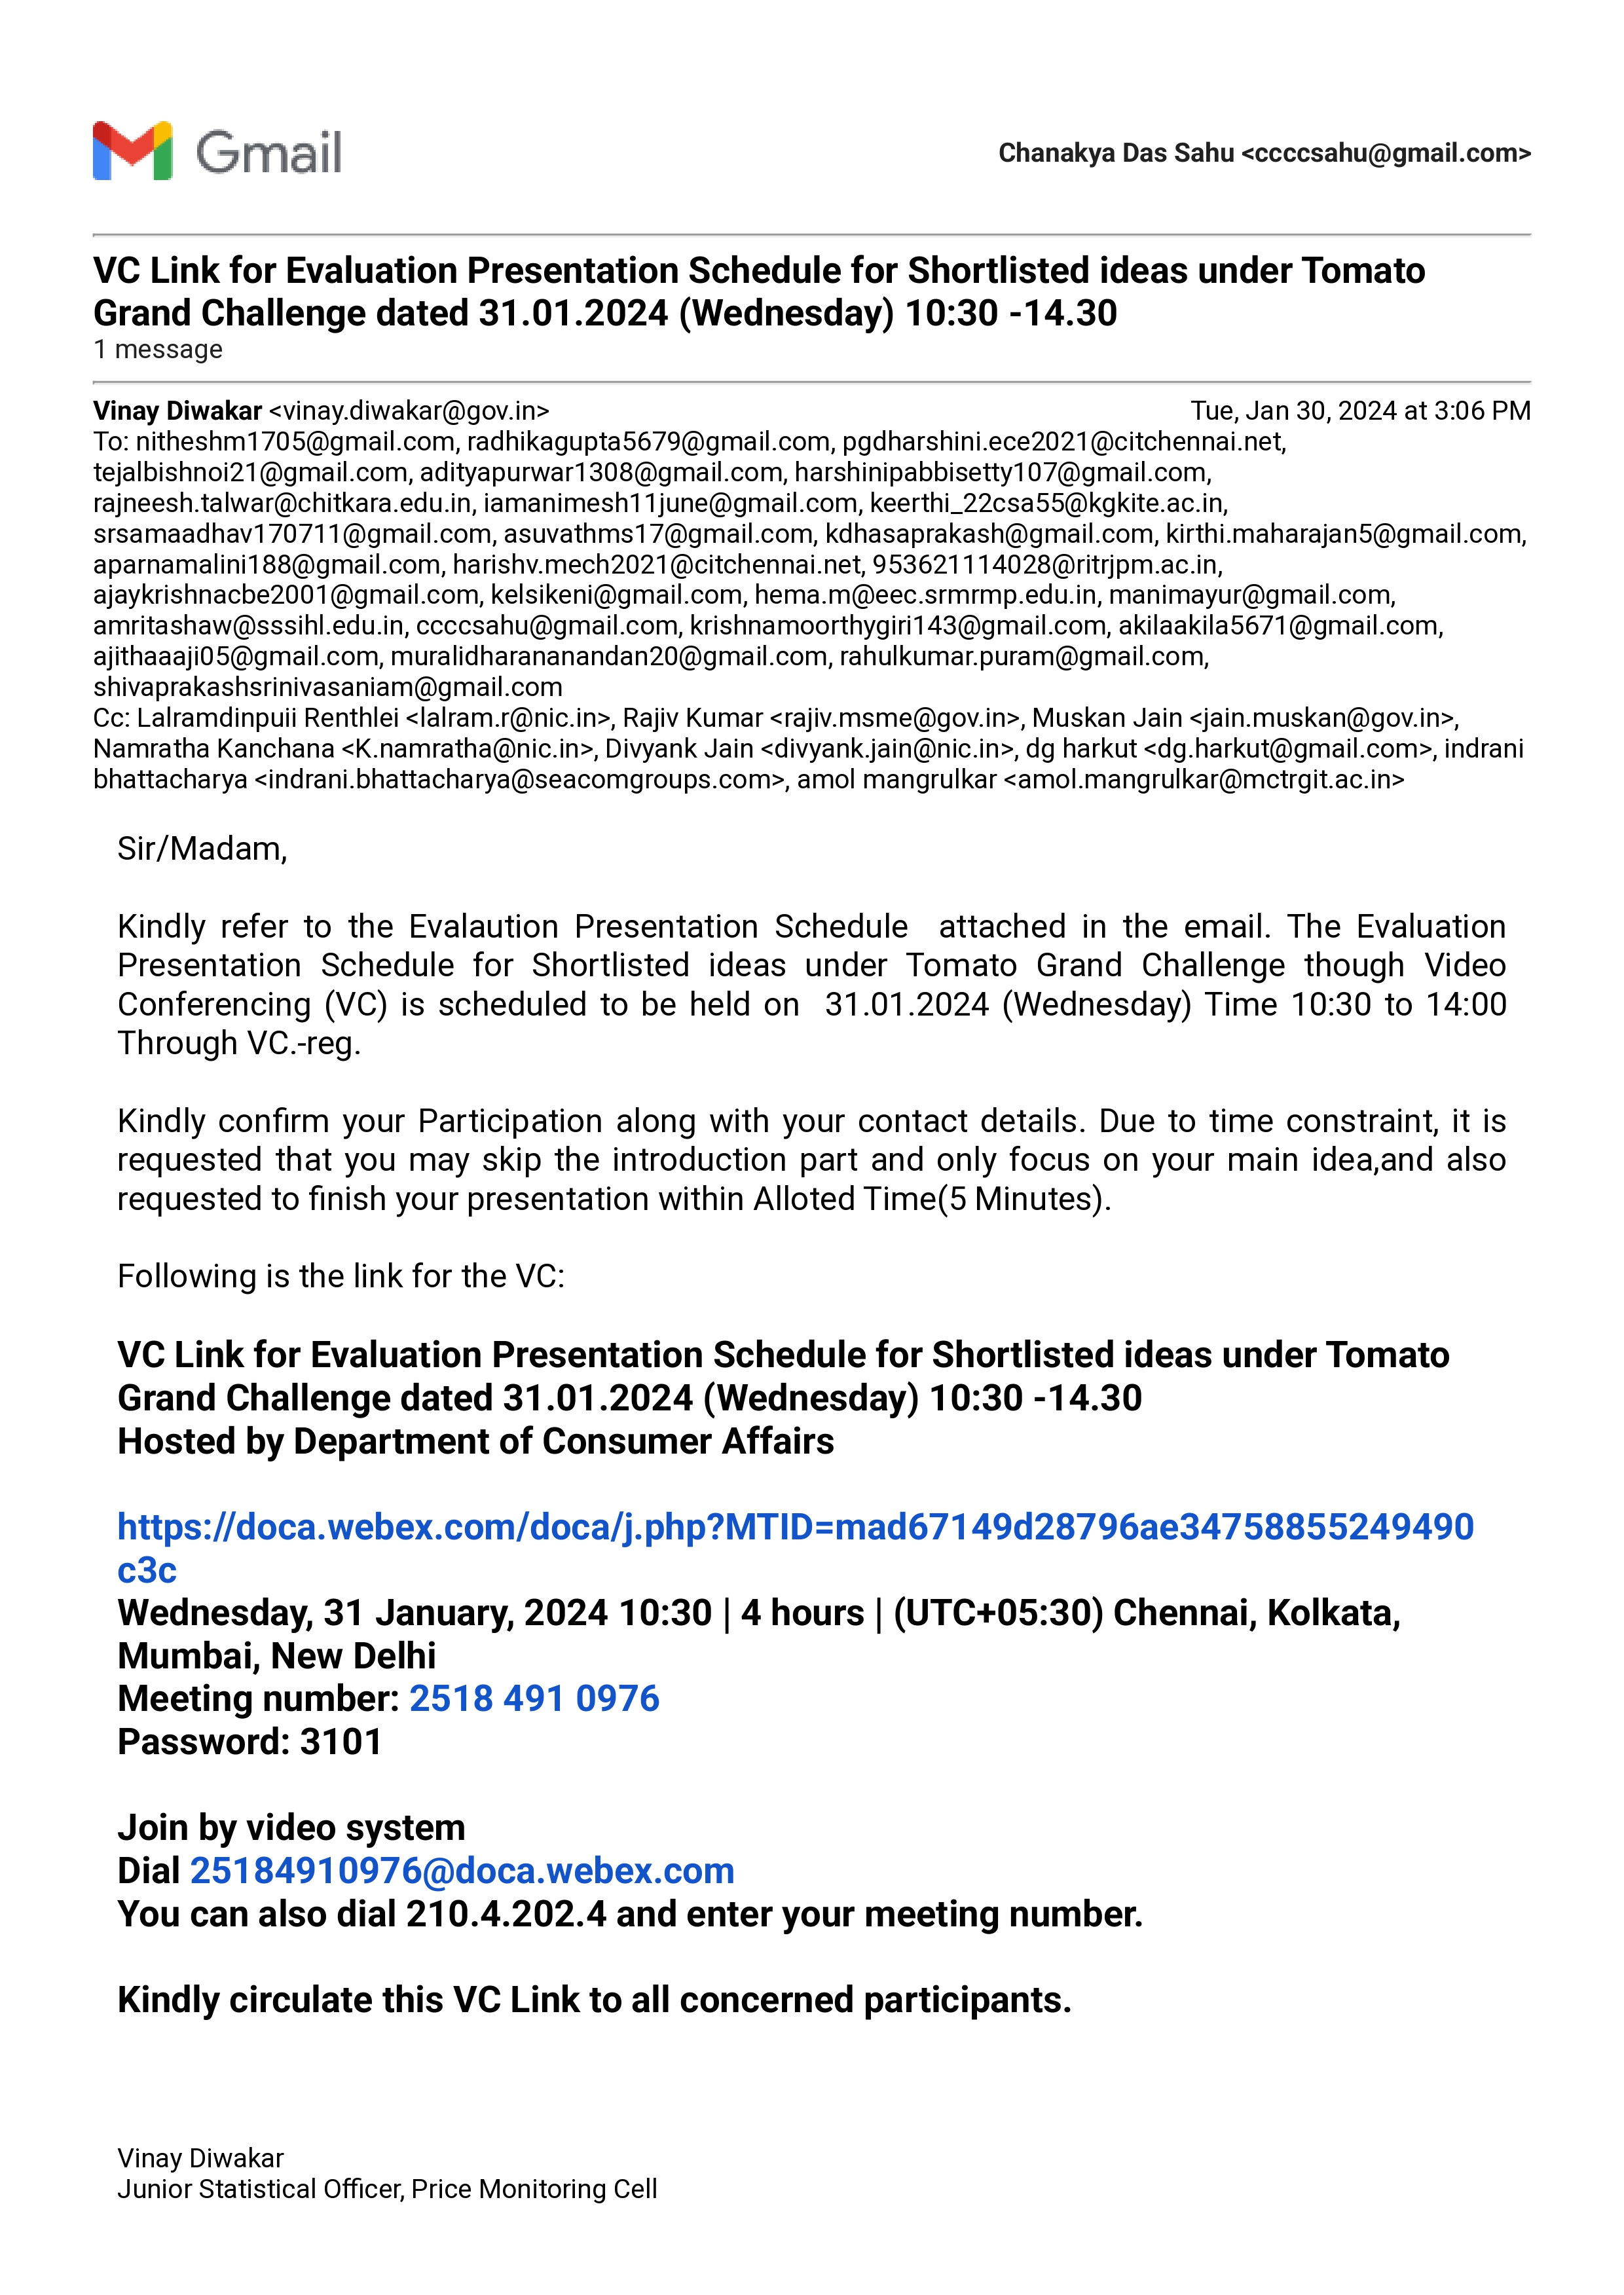 Gmail
Chanakya Das Sahu <ccccsahu@gmail.com>
VC Link for Evaluation Presentation Schedule for Shortlisted ideas under Tomato
Grand Challenge dated 31.01.2024 (Wednesday) 10:30 -14.30
1 message
Vinay Diwakar <vinay.diwakar@gov.in>
Tue, Jan 30, 2024 at 3:06 PM
To: nitheshm1705@gmail.com, radhikagupta5679@gmail.com, pgdharshini.ece2021@citchennai.net,
tejalbishnoi21@gmail.com, adityapurwar1308@gmail.com, harshinipabbisetty107@gmail.com,
rajneesh.talwar@chitkara.edu.in, iamanimesh11june@gmail.com, keerthi_22csa55@kgkite.ac.in,
srsamaadhav170711@gmail.com, asuvathms17@gmail.com, kdhasaprakash@gmail.com, kirthi.maharajan5@gmail.com,
aparnamalini188@gmail.com, harishv.mech2021@citchennai.net, 953621114028@ritrjpm.ac.in,
ajaykrishnacbe2001@gmail.com, kelsikeni@gmail.com, hema.m@eec.srmrmp.edu.in, manimayur@gmail.com,
amritashaw@sssihl.edu.in, ccccsahu@gmail.com, krishnamoorthygiri143@gmail.com, akilaakila5671@gmail.com,
ajithaaaji05@gmail.com, muralidharananandan20@gmail.com, rahulkumar.puram@gmail.com,
shivaprakashsrinivasaniam@gmail.com
Cc: Lalramdinpuii Renthlei <lalram.r@nic.in>, Rajiv Kumar <rajiv.msme@gov.in>, Muskan Jain <jain.muskan@gov.in>,
Namratha Kanchana <K.namratha@nic.in>, Divyank Jain <divyank.jain@nic.in>, dg harkut <dg.harkut@gmail.com>, indrani
bhattacharya <indrani.bhattacharya@seacomgroups.com>, amol mangrulkar <amol.mangrulkar@mctrgit.ac.in>
Sir/Madam,
Kindly refer to the Evalaution Presentation Schedule  attached in the email. The Evaluation
Presentation Schedule for Shortlisted ideas under Tomato Grand Challenge though Video
Conferencing (VC) is scheduled to be held on  31.01.2024 (Wednesday) Time 10:30 to 14:00
Through VC.-reg.
Kindly confirm your Participation along with your contact details. Due to time constraint, it is
requested that you may skip the introduction part and only focus on your main idea,and also
requested to finish your presentation within Alloted Time(5 Minutes).
Following is the link for the VC:
VC Link for Evaluation Presentation Schedule for Shortlisted ideas under Tomato
Grand Challenge dated 31.01.2024 (Wednesday) 10:30 -14.30
Hosted by Department of Consumer Affairs
https://doca.webex.com/doca/j.php?MTID=mad67149d28796ae34758855249490
c3c
Wednesday, 31 January, 2024 10:30 | 4 hours | (UTC+05:30) Chennai, Kolkata,
Mumbai, New Delhi
Meeting number: 2518 491 0976
Password: 3101
Join by video system
Dial 25184910976@doca.webex.com
You can also dial 210.4.202.4 and enter your meeting number.
Kindly circulate this VC Link to all concerned participants.
Vinay Diwakar
Junior Statistical Officer, Price Monitoring Cell